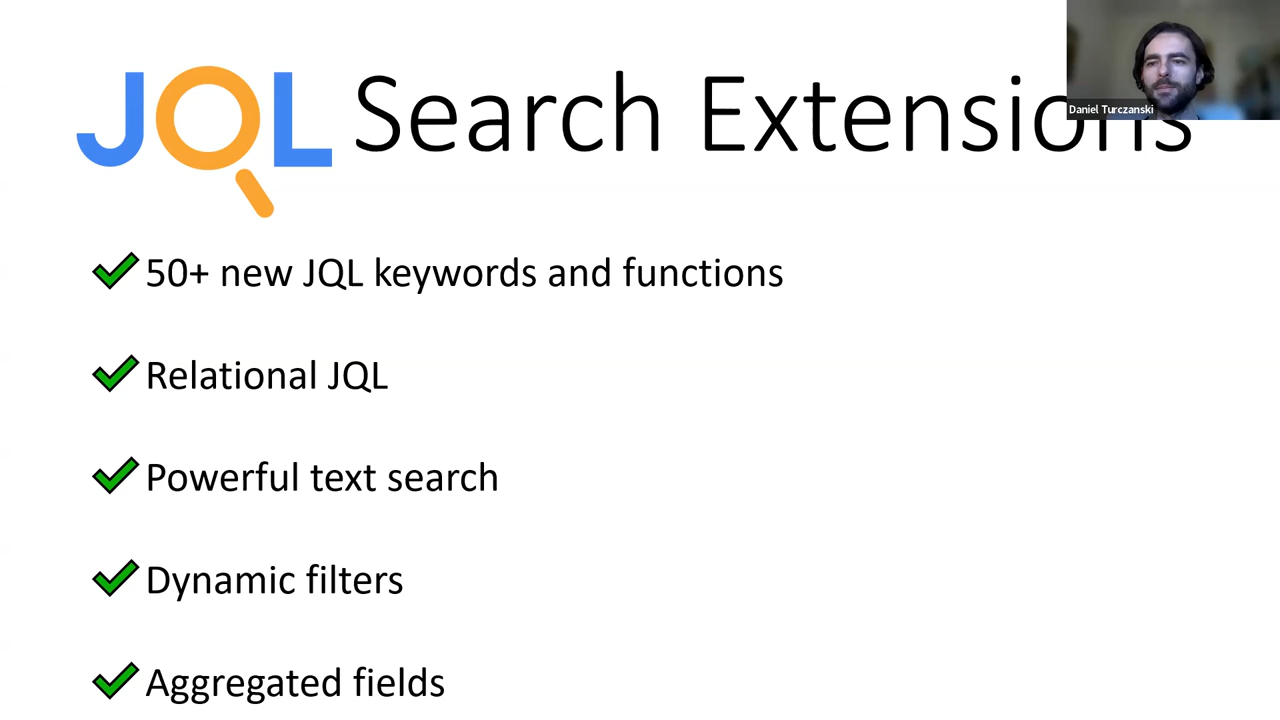 JQL Search Extensions
Daniel Turczanski
50+ new JQL keywords and functions
Relational JQL
Powerful text search
Dynamic filters
Aggregated fields